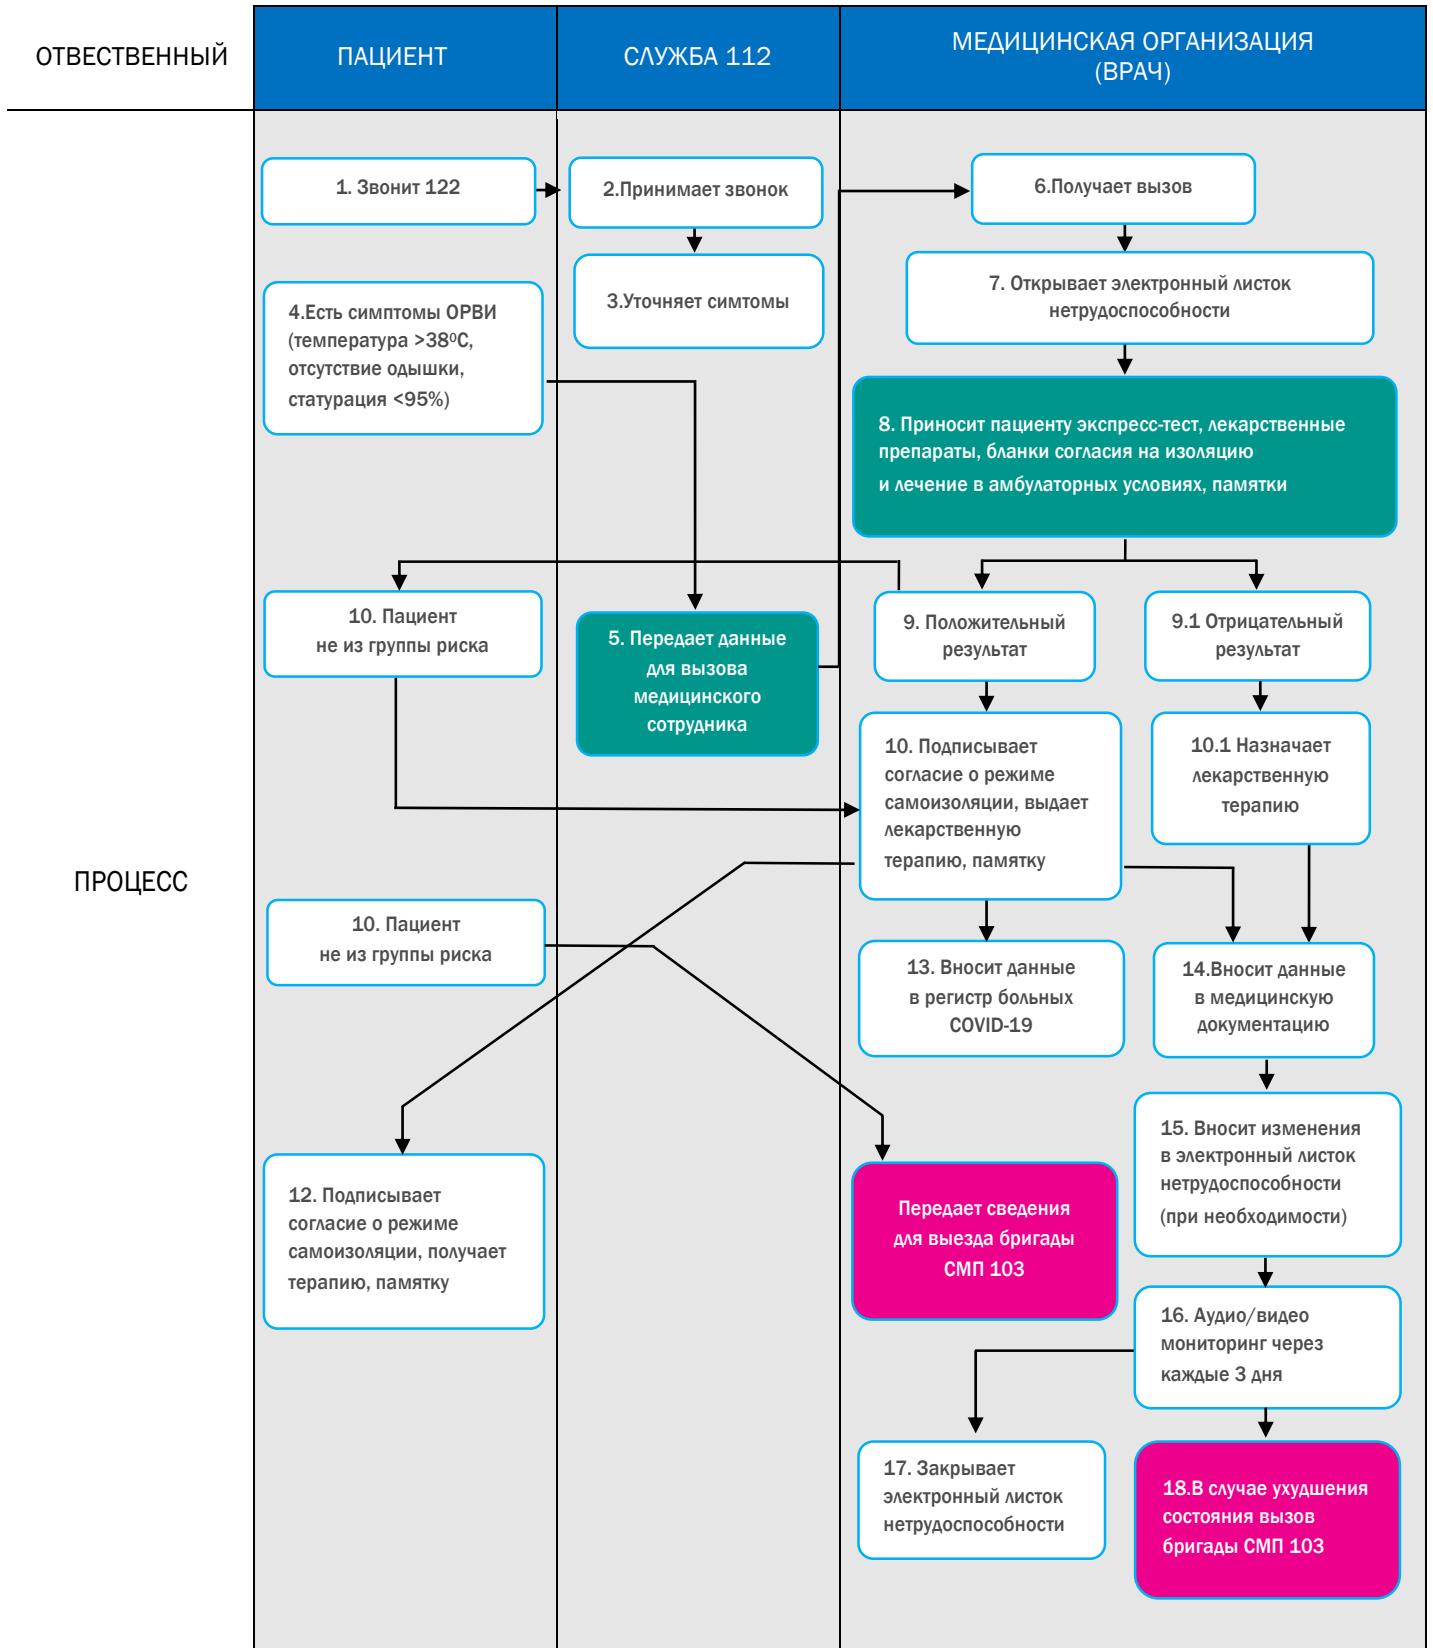 ОТВЕСТВЕННЫЙ
ПАЦИЕНТ
СЛУЖБА 112
МЕДИЦИНСКАЯ ОРГАНИЗАЦИЯ
(ВРАЧ)
ПРОЦЕСС
1. Звонит 122
2.Принимает звонок
6.Получает вызов
3.Уточняет симтомы
7. Открывает электронный листок
нетрудоспособности
4.Есть симптомы ОРВИ
(температура >38⁰С,
отсутствие одышки,
статурация <95%)
8. Приносит пациенту экспресс-тест, лекарственные
препараты, бланки согласия на изоляцию
и лечение в амбулаторных условиях, памятки
10. Пациент
не из группы риска
5. Передает данные
для вызова
медицинского
сотрудника
9. Положительный
результат
9.1 Отрицательный
результат
10. Подписывает
согласие о режиме
самоизоляции, выдает
лекарственную
терапию, памятку
10.1 Назначает
лекарственную
терапию
10. Пациент
не из группы риска
13. Вносит данные
в регистр больных
COVID-19
14.Вносит данные
в медицинскую
документацию
12. Подписывает
согласие о режиме
самоизоляции, получает
терапию, памятку
Передает сведения
для выезда бригады
СМП 103
15. Вносит изменения
в электронный листок
нетрудоспособности
(при необходимости)
16. Аудио/видео
мониторинг через
каждые 3 дня
17. Закрывает
электронный листок
нетрудоспособности
18.В случае ухудшения
состояния вызов
бригады СМП 103